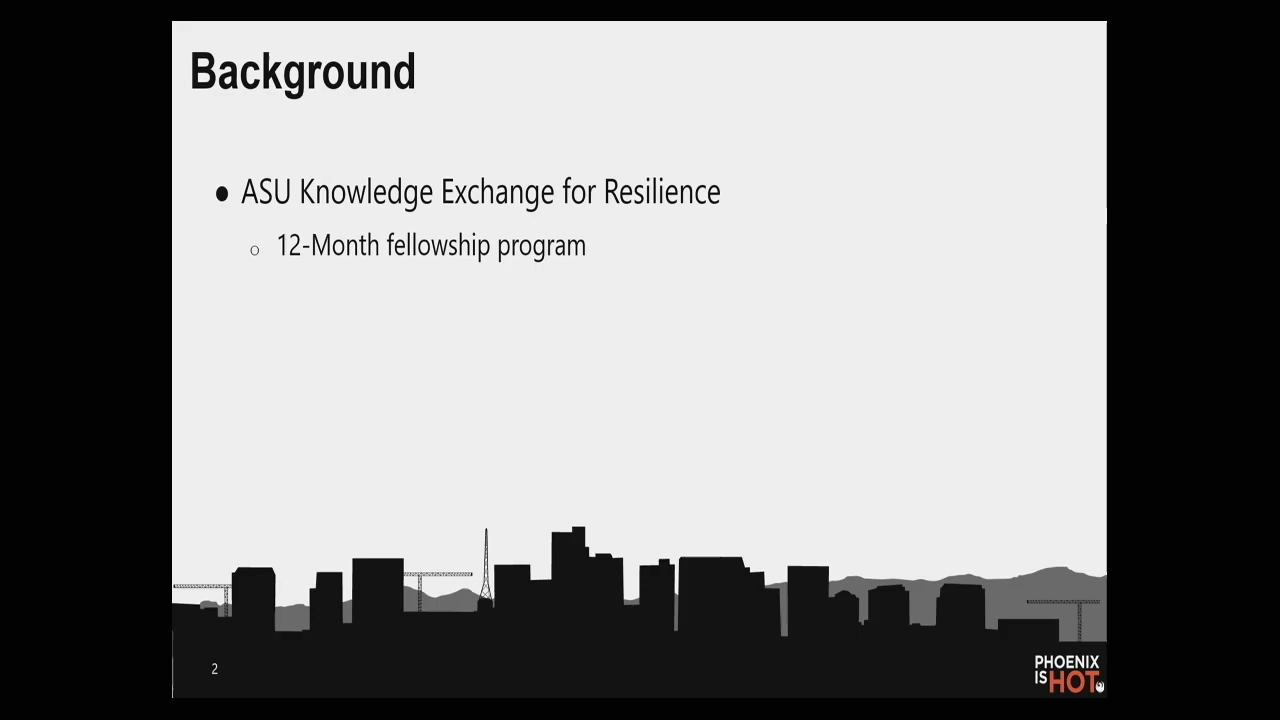 Background
● ASU Knowledge Exchange for Resilience
○ 12-Month fellowship program
2
PHOENIX
IS HOT